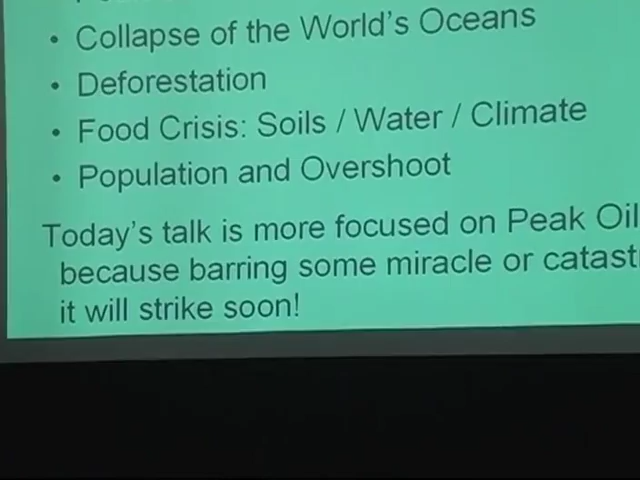 • Collapse of the World's Oceans
• Deforestation
• Food Crisis: Soils / Water / Climate
• Population and Overshoot
Today's talk is more focused on Peak Oil
because barring some miracle or
it will strike soon!